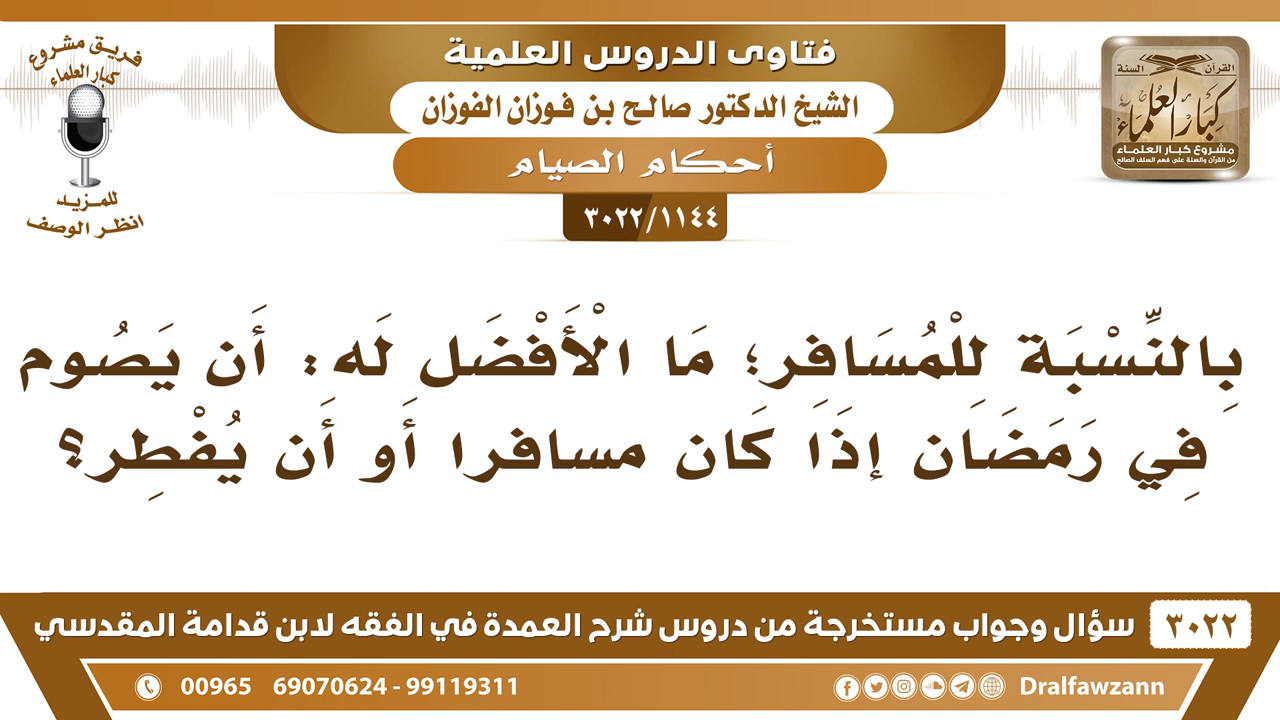 فتاوى الدروس العلمية
الشيخ الدكتور صالح بن فوزان الفوزان
أحكام الصيام
٣٠٢٢/١١٤٤
القرآن السنة
كبار العلماء
مشروع كبار العلماء
من القرآن والسنة على فهم السلف الصالح
فريق مشروع
كبار العلماء
للمزيد
انظر الوصف
بِالنِّسْبَة لِلْمُسَافِر؛ مَا الْأَفْضَل لَه: أَن يَصُوم
فِي رَمَضَان إِذَا كَان مسافرا أَو أَن يُفْطِر؟
٣٠٢٢
سؤال وجواب مستخرجة من دروس شرح العمدة في الفقه لابن قدامة المقدسي
00965 69070624 - 99119311
Dralfawzann